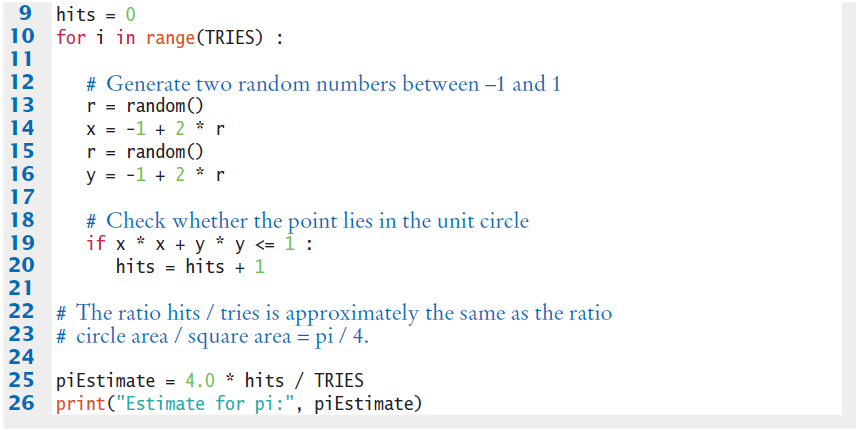 9 hits = 0
10 for i in range(TRIES) :
11
12 # Generate two random numbers between –1 and 1
13 r = random()
14 x = -1 + 2 * r
15 r = random()
16 y = -1 + 2 * r
17
18 # Check whether the point lies in the unit circle
19 if x * x + y * y <= 1 :
20 hits = hits + 1
21
22 # The ratio hits / tries is approximately the same as the ratio
23 # circle area / square area = pi / 4.
24
25 piEstimate = 4.0 * hits / TRIES
26 print("Estimate for pi:", piEstimate)